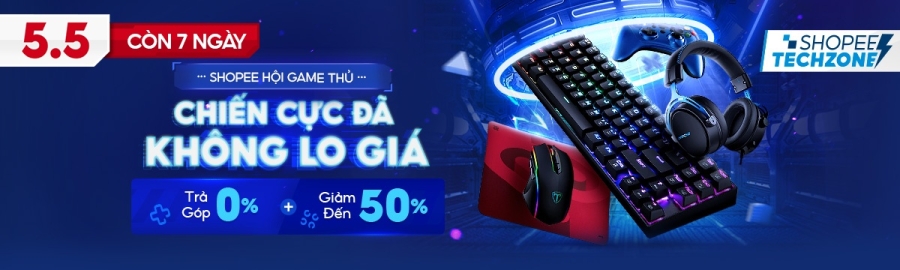 5.5 CÒN 7 NGÀY
SHOPEE HỘI GAME THỦ
CHIẾN CỰC ĐÃ
KHÔNG LO GIÁ
Trả Góp 0% + Giảm Đến 50%
SHOPEE
TECHZONE